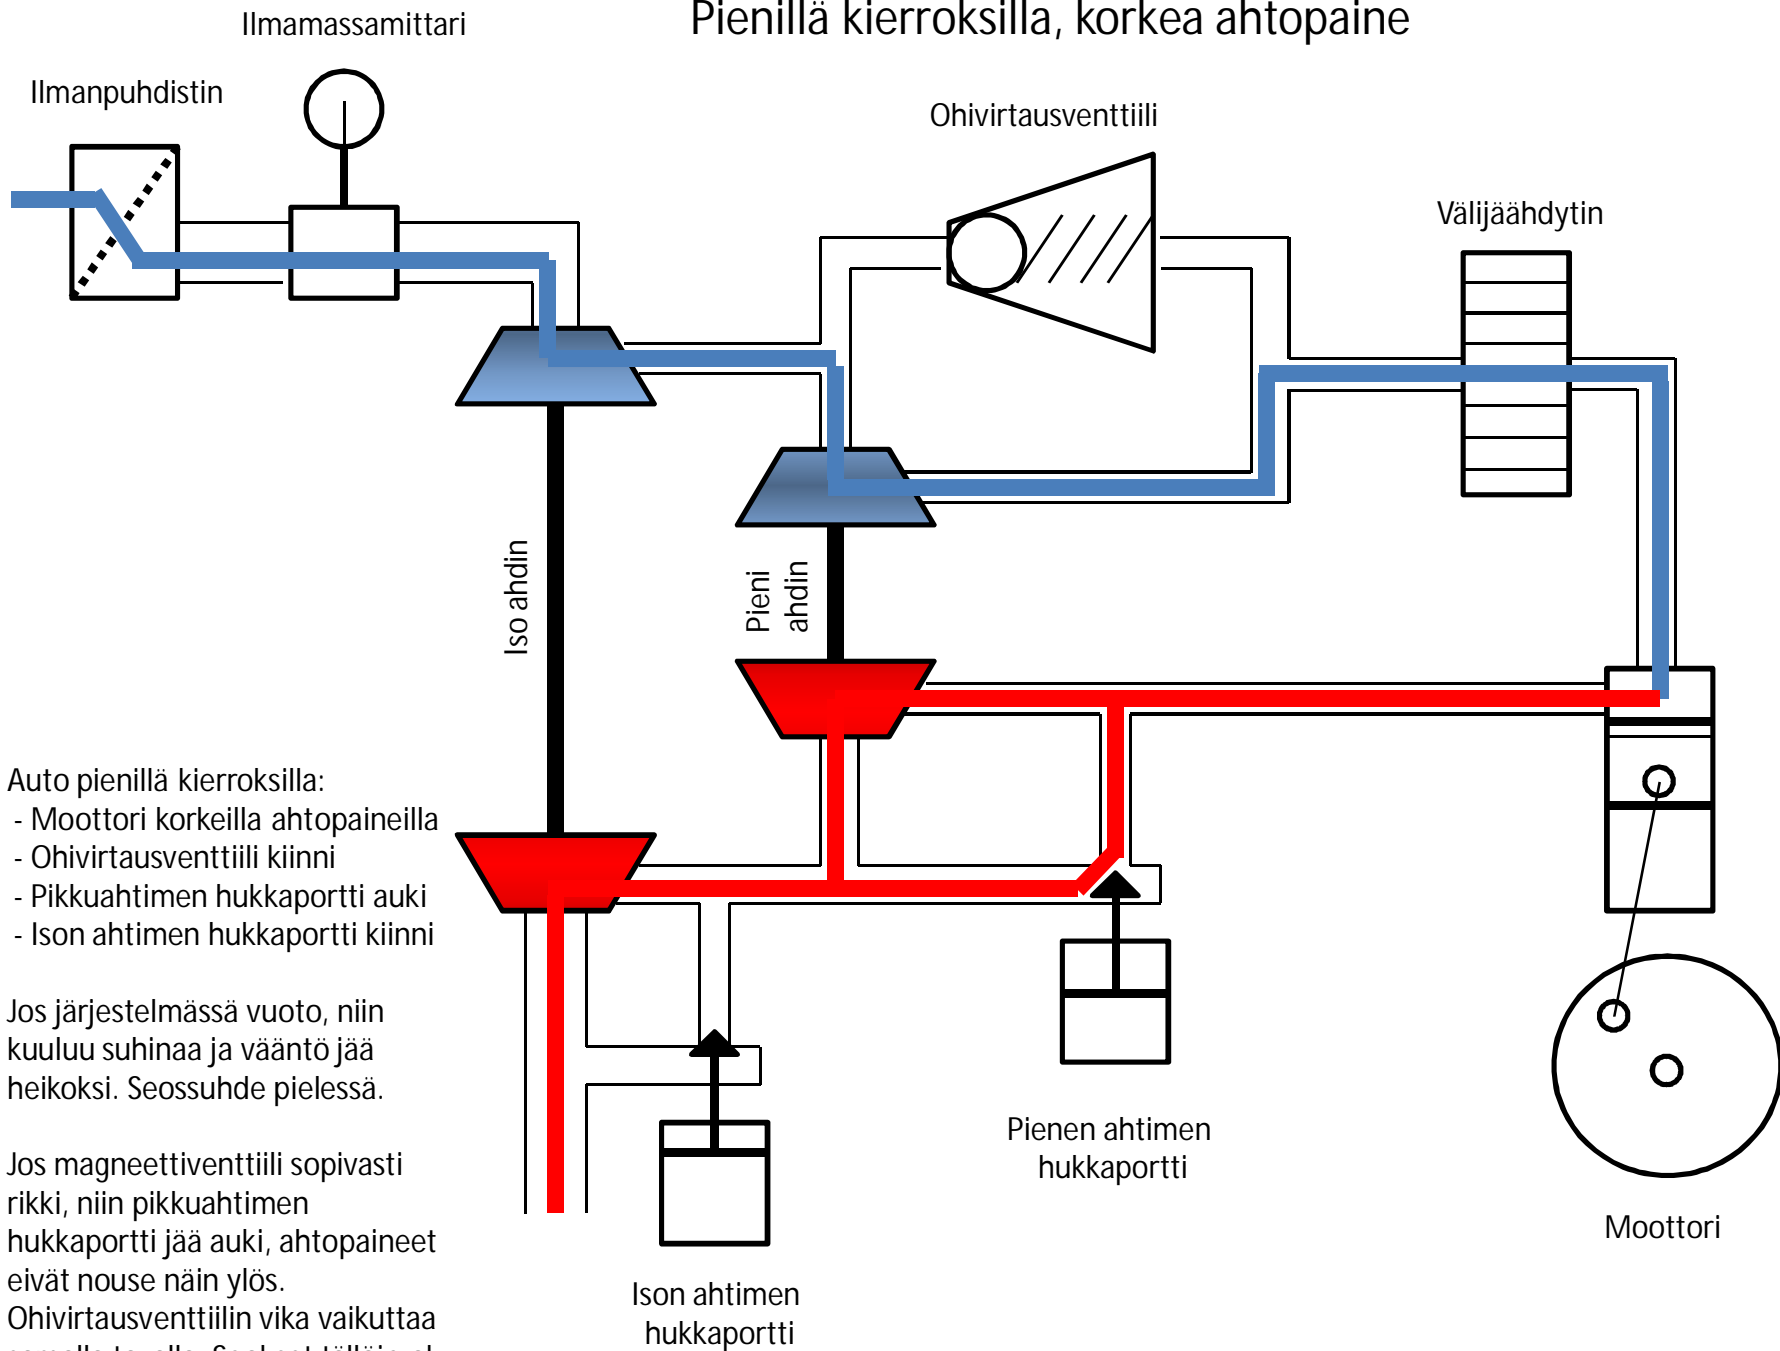 Pienillä kierroksilla, korkea ahtopaine
Ilmamassamittari
Ilmanpuhdistin
Ohivirtausventtiili
Välijäähdytin
Iso ahdin
Pieni
ahdin
Auto pienillä kierroksilla:
- Moottori korkeilla ahtopaineilla
- Ohivirtausventtiili kiinni
- Pikkuahtimen hukkaportti auki
- Ison ahtimen hukkaportti kiinni
Jos järjestelmässä vuoto, niin
kuuluu suhinaa ja vääntö jää
heikoksi. Seossuhde pielessä.
Jos magneettiventtiili sopivasti
rikki, niin pikkuahtimen
hukkaportti jää auki, ahtopaineet
eivät nouse näin ylös.
Ohivirtausventtiilin vika vaikuttaa
Pienen ahtimen
hukkaportti
Ison ahtimen
hukkaportti
Moottori